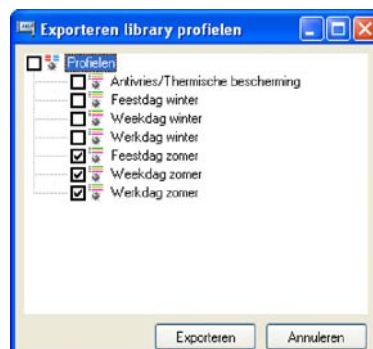 Exporteren library profielen
Profielen
Antivries/Thermische bescherming
Feestdag winter
Weekdag winter
Werkdag winter
Feestdag zomer
Weekdag zomer
Werkdag zomer
Exporteren
Annuleren